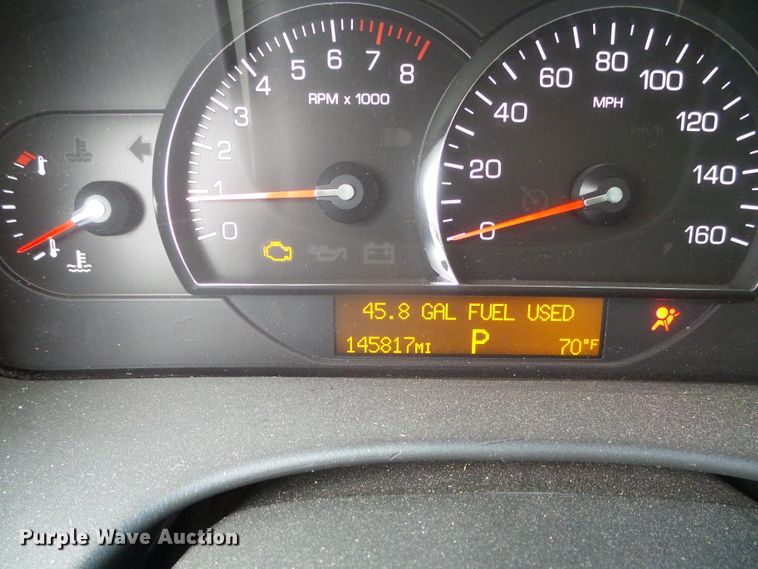 0 1 2 3 4 5 6 7 8
RPM x 1000
0 20 40 60 80 100 120 140 160
MPH
km/h
45.8 GAL FUEL USED
145817MI P 70°F
Purple Wave Auction